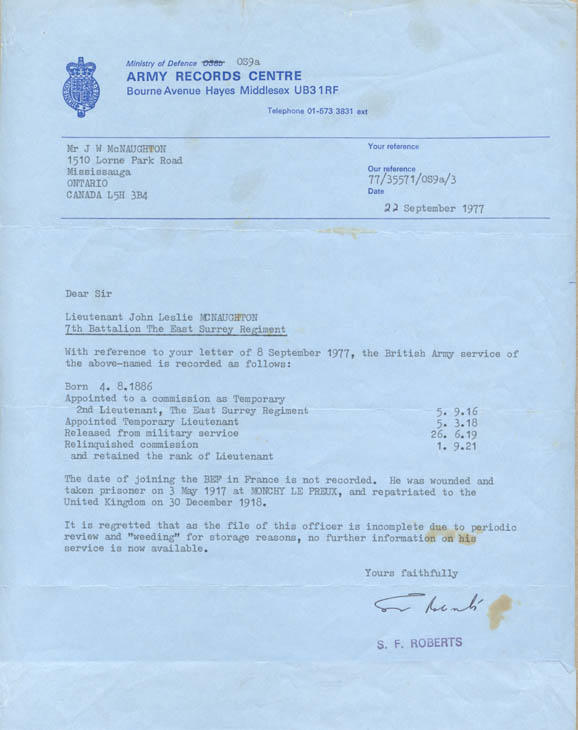 Ministry of Defence OS8b OS9a
ARMY RECORDS CENTRE
Bourne Avenue Hayes Middlesex UB3 1RF
Telephone 01-573 3831 ext
Mr J W McNAUGHTON
1510 Lorne Park Road
Mississauga
ONTARIO
CANADA L5H 3B4
Your reference
Our reference
77/35571/OS9a/3
Date
22 September 1977
Dear Sir
Lieutenant John Leslie MCNAUGHTON
7th Battalion The East Surrey Regiment
With reference to your letter of 8 September 1977, the British Army service of
the above-named is recorded as follows:
Born 4. 8.1886
Appointed to a commission as Temporary
2nd Lieutenant, The East Surrey Regiment 5. 9.16
Appointed Temporary Lieutenant 5. 3.18
Released from military service 26. 6.19
Relinquished commission 1. 9.21
and retained the rank of Lieutenant
The date of joining the BEF in France is not recorded. He was wounded and
taken prisoner on 3 May 1917 at MONCHY LE PREUX, and repatriated to the
United Kingdom on 30 December 1918.
It is regretted that as the file of this officer is incomplete due to periodic
review and "weeding" for storage reasons, no further information on his
service is now available.
Yours faithfully
S. F. ROBERTS